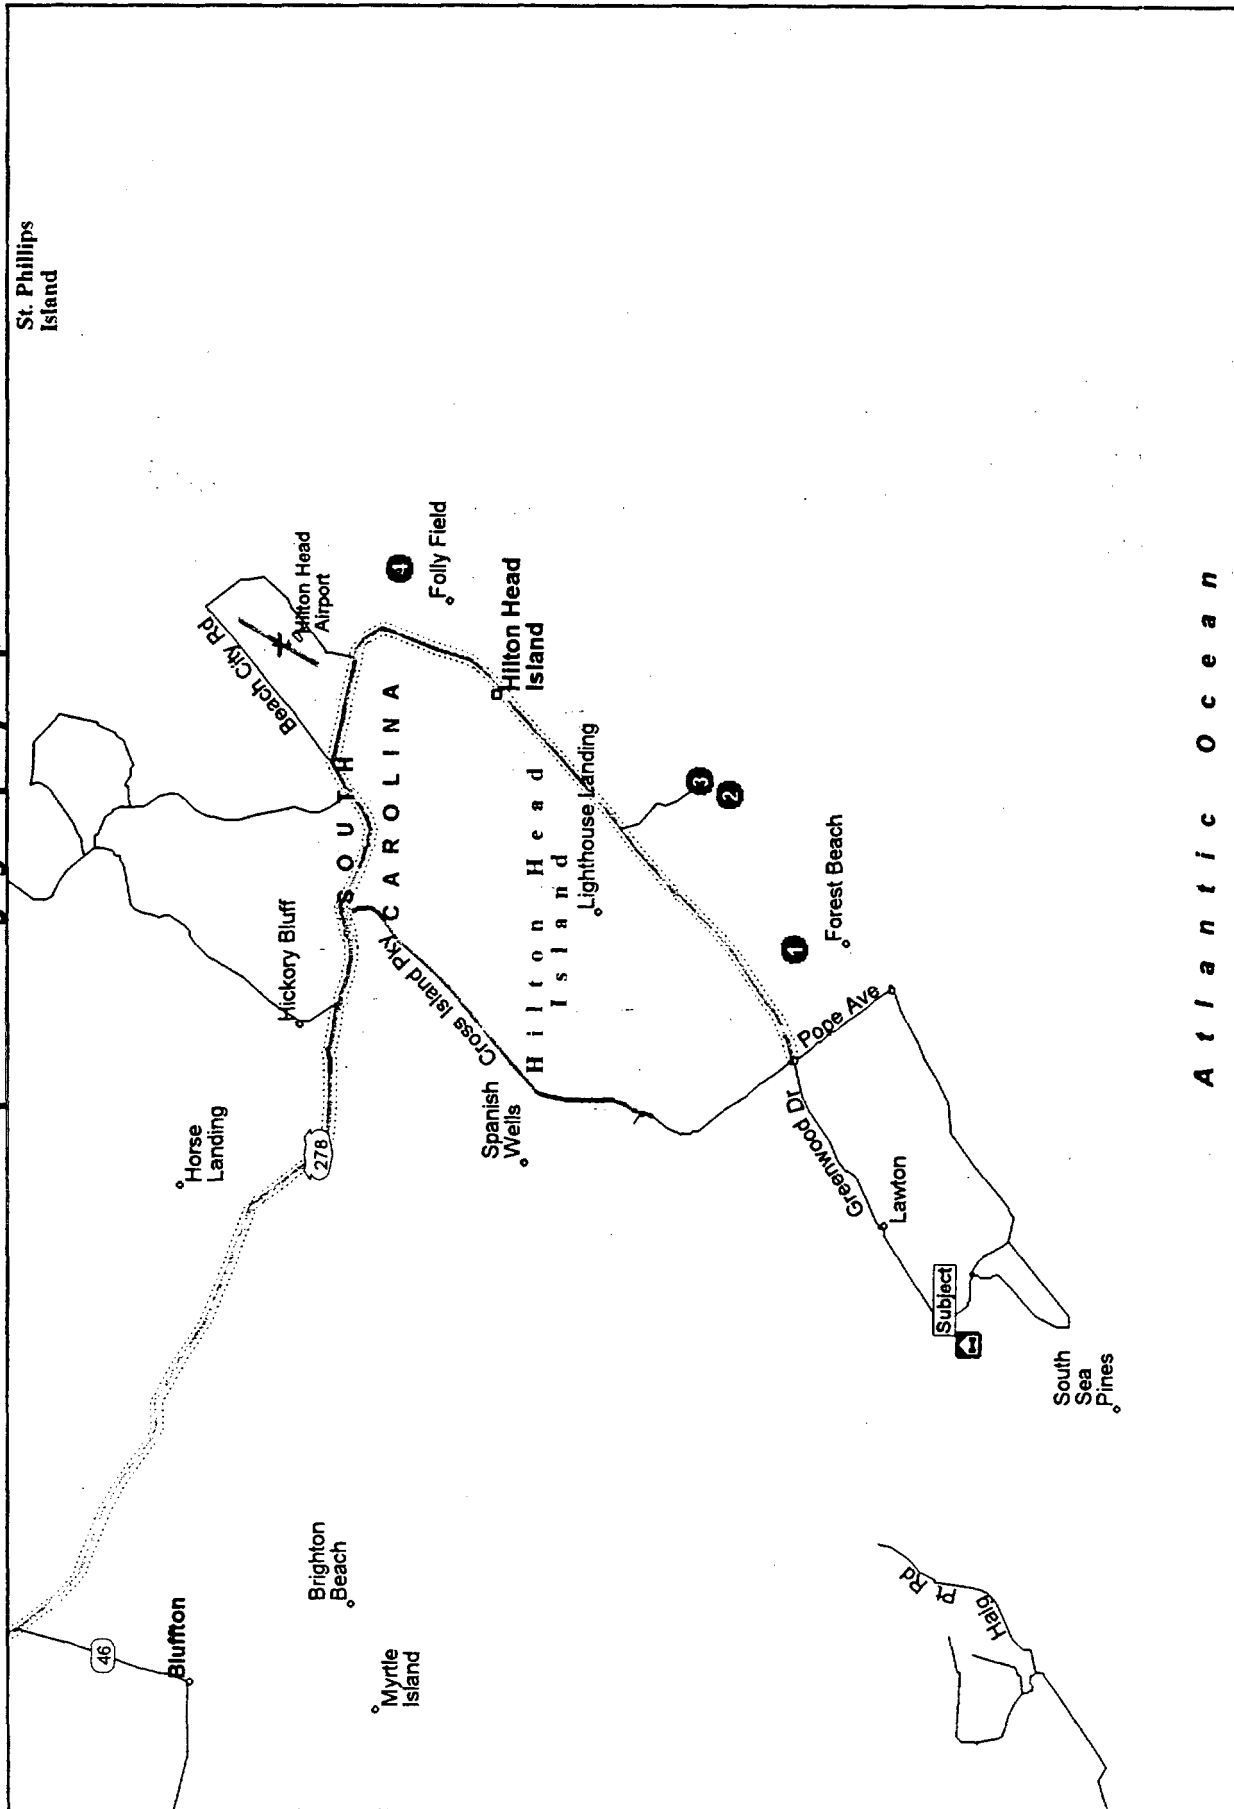 St. Phillips
Island
Beach City Rd
Hilton Head
Airport
4
Folly Field
Hilton Head
Island
SOUTH
CAROLINA
Hickory Bluff
Horse
Landing
278
Cross Island Pky
Hilton Head
Island
Lighthouse Landing
3
2
Spanish
Wells
1
Forest Beach
Pope Ave
Greenwood Dr
Lawton
Subject
South
Sea
Pines
46
Bluffton
Brighton
Beach
Myrtle
Island
Haig Pt Rd
Atlantic Ocean